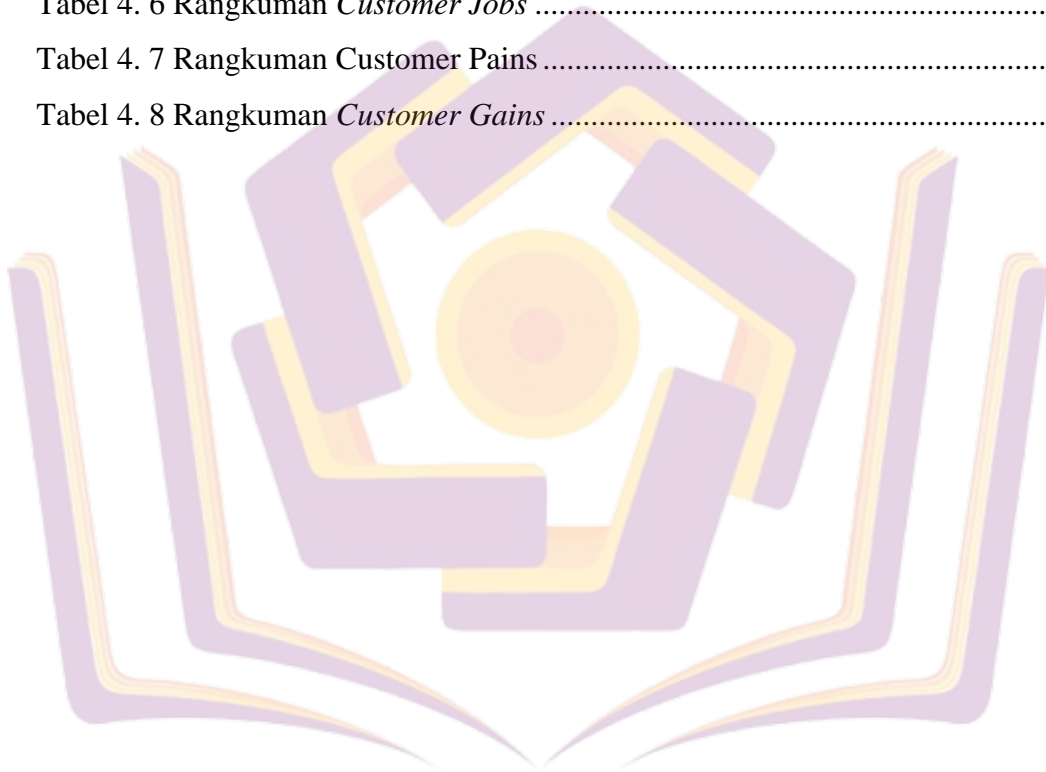 Tabel 4. 6 Rangkuman Customer Jobs ................................................................
Tabel 4. 7 Rangkuman Customer Pains ...............................................................
Tabel 4. 8 Rangkuman Customer Gains ..............................................................